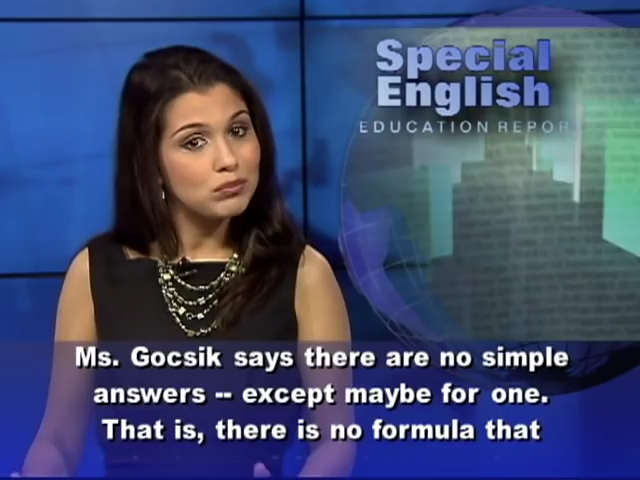 Special
English
EDUCATION REPORT
Ms. Gocsik says there are no simple
answers -- except maybe for one.
That is, there is no formula that